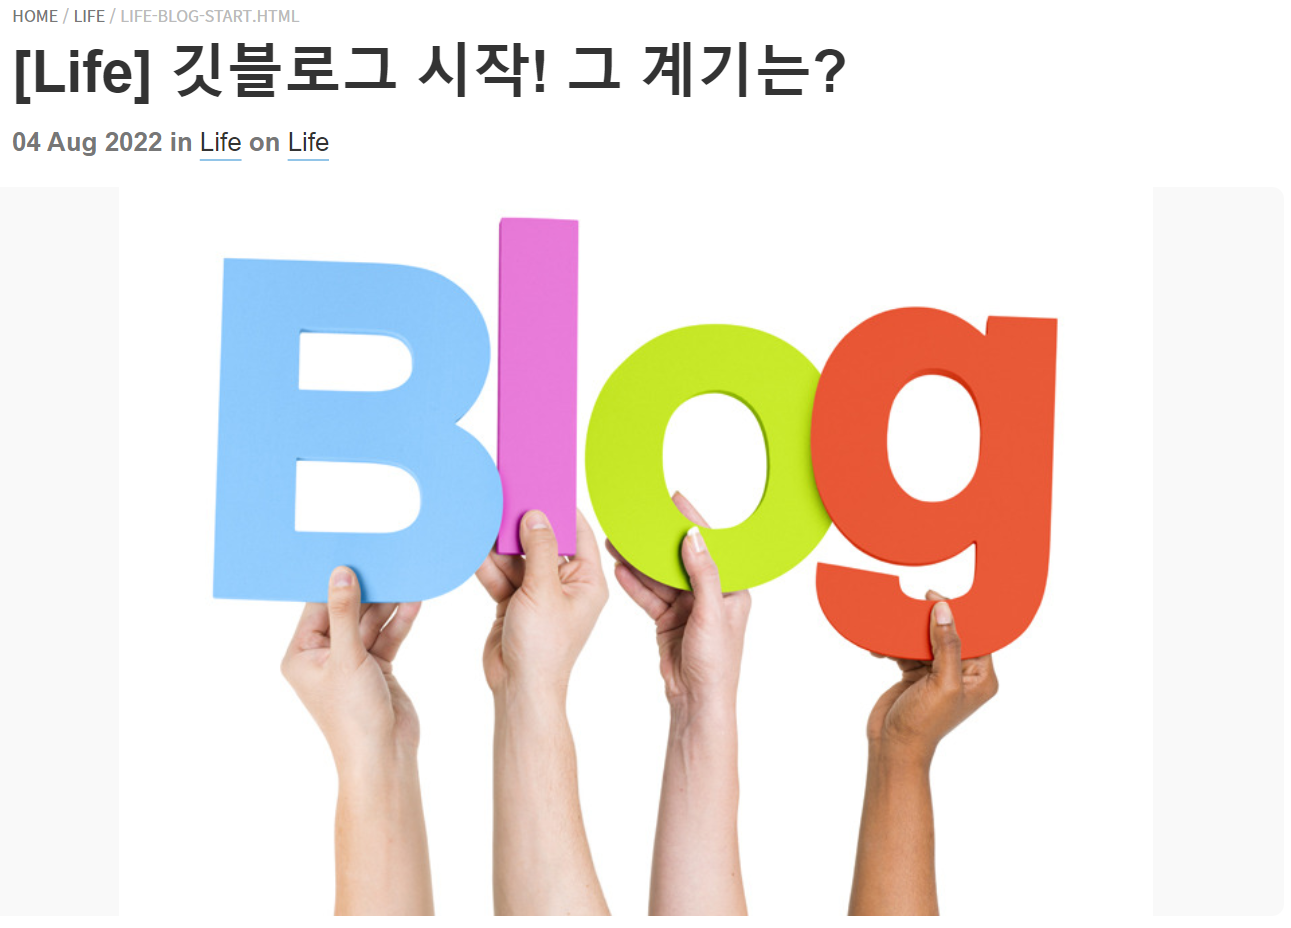 HOME / LIFE / LIFE-BLOG-START.HTML
[Life] 깃블로그 시작! 그 계기는?
04 Aug 2022 in Life on Life
Blog